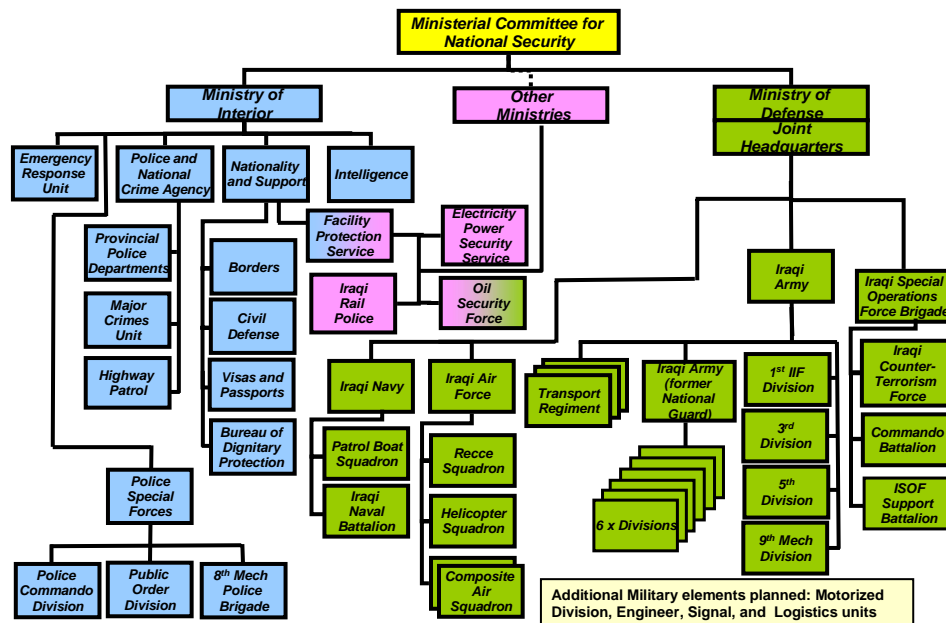 Ministerial Committee for
National Security
Ministry of
Interior
Other
Ministries
Ministry of
Defense
Joint
Headquarters
Emergency
Response
Unit
Police and
National
Crime Agency
Nationality
and Support
Intelligence
Provincial
Police
Departments
Major
Crimes
Unit
Highway
Patrol
Borders
Civil
Defense
Visas and
Passports
Bureau of
Dignitary
Protection
Facility
Protection
Service
Electricity
Power
Security
Service
Iraqi
Rail
Police
Oil
Security
Force
Police
Special
Forces
Police
Commando
Division
Public
Order
Division
8th Mech
Police
Brigade
Iraqi Navy
Patrol Boat
Squadron
Iraqi
Naval
Battalion
Iraqi Air
Force
Recce
Squadron
Helicopter
Squadron
Composite
Air
Squadron
Iraqi
Army
Transport
Regiment
Iraqi Army
(former
National
Guard)
6 x Divisions
1st IIF
Division
3rd
Division
5th
Division
9th Mech
Division
Iraqi Special
Operations
Force Brigade
Iraqi
Counter-
Terrorism
Force
Commando
Battalion
ISOF
Support
Battalion
Additional Military elements planned: Motorized
Division, Engineer, Signal, and Logistics units